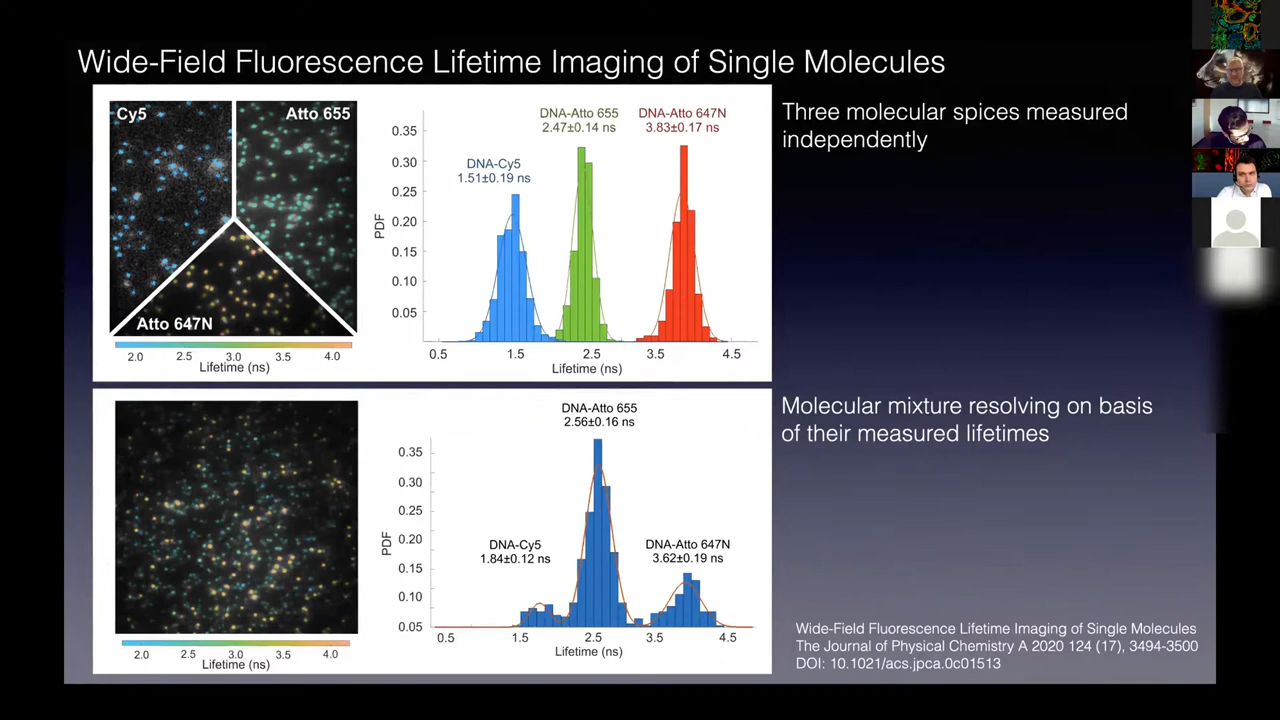 Wide-Field Fluorescence Lifetime Imaging of Single Molecules
Cy5
Atto 655
Atto 647N
2.0 2.5 3.0 3.5 4.0
Lifetime (ns)
DNA-Atto 655
2.47±0.14 ns
DNA-Atto 647N
3.83±0.17 ns
DNA-Cy5
1.51±0.19 ns
PDF
0.35
0.30
0.25
0.20
0.15
0.10
0.05
0.5 1.5 2.5 3.5 4.5
Lifetime (ns)
Three molecular spices measured
independently
2.0 2.5 3.0 3.5 4.0
Lifetime (ns)
DNA-Atto 655
2.56±0.16 ns
DNA-Cy5
1.84±0.12 ns
DNA-Atto 647N
3.62±0.19 ns
PDF
0.35
0.30
0.25
0.20
0.15
0.10
0.05
0.5 1.5 2.5 3.5 4.5
Lifetime (ns)
Molecular mixture resolving on basis
of their measured lifetimes
Wide-Field Fluorescence Lifetime Imaging of Single Molecules
The Journal of Physical Chemistry A 2020 124 (17), 3494-3500
DOI: 10.1021/acs.jpca.0c01513